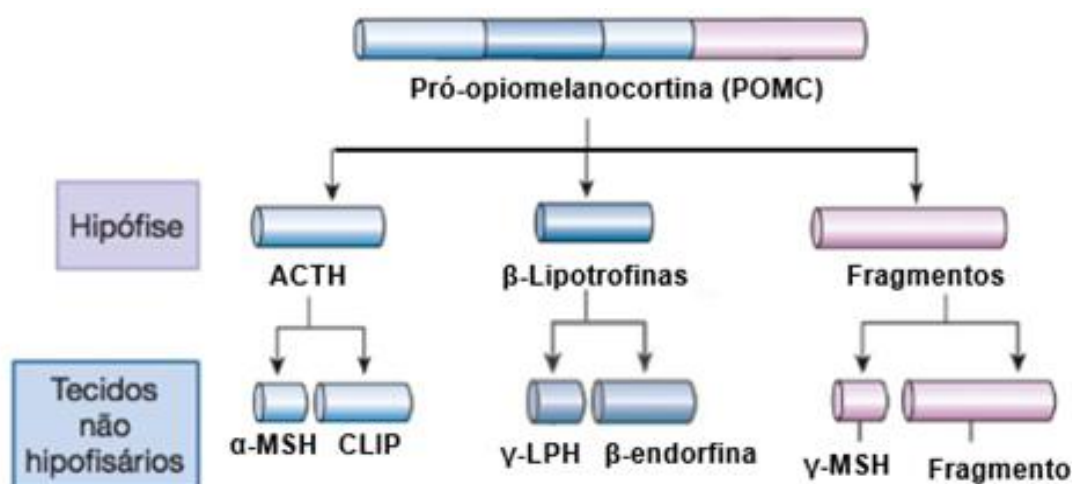 Pró-opiomelanocortina (POMC)
Hipófise
ACTH
β-Lipotrofinas
Fragmentos
Tecidos
não
hipofisários
α-MSH CLIP
γ-LPH β-endorfina
γ-MSH Fragmento